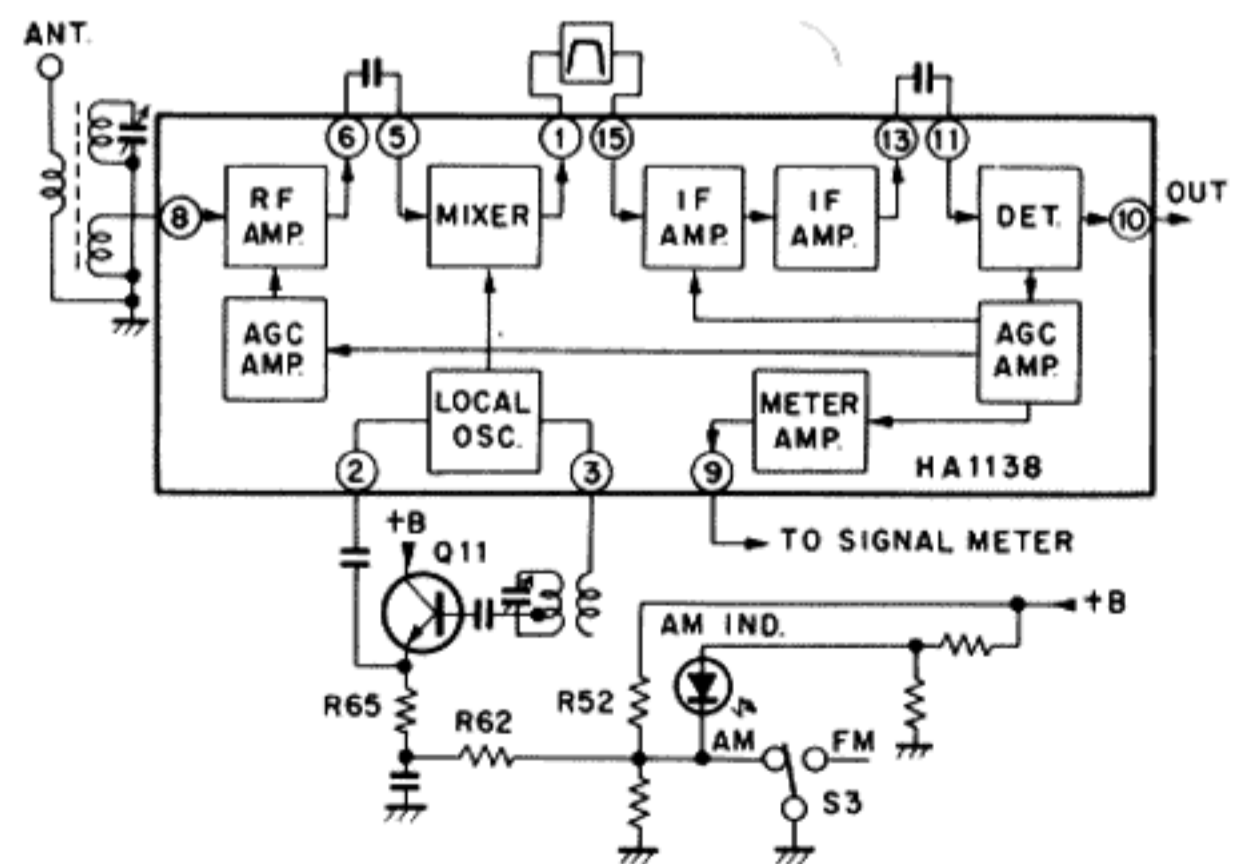 ANT.
6
5
1
15
13
11
8
RF
AMP.
MIXER
IF
AMP.
IF
AMP.
DET.
10
OUT
AGC
AMP.
AGC
AMP.
LOCAL
OSC.
METER
AMP.
2
3
9
HA1138
+B
Q11
TO SIGNAL METER
AM IND.
+B
R65
R62
R52
AM
FM
S3